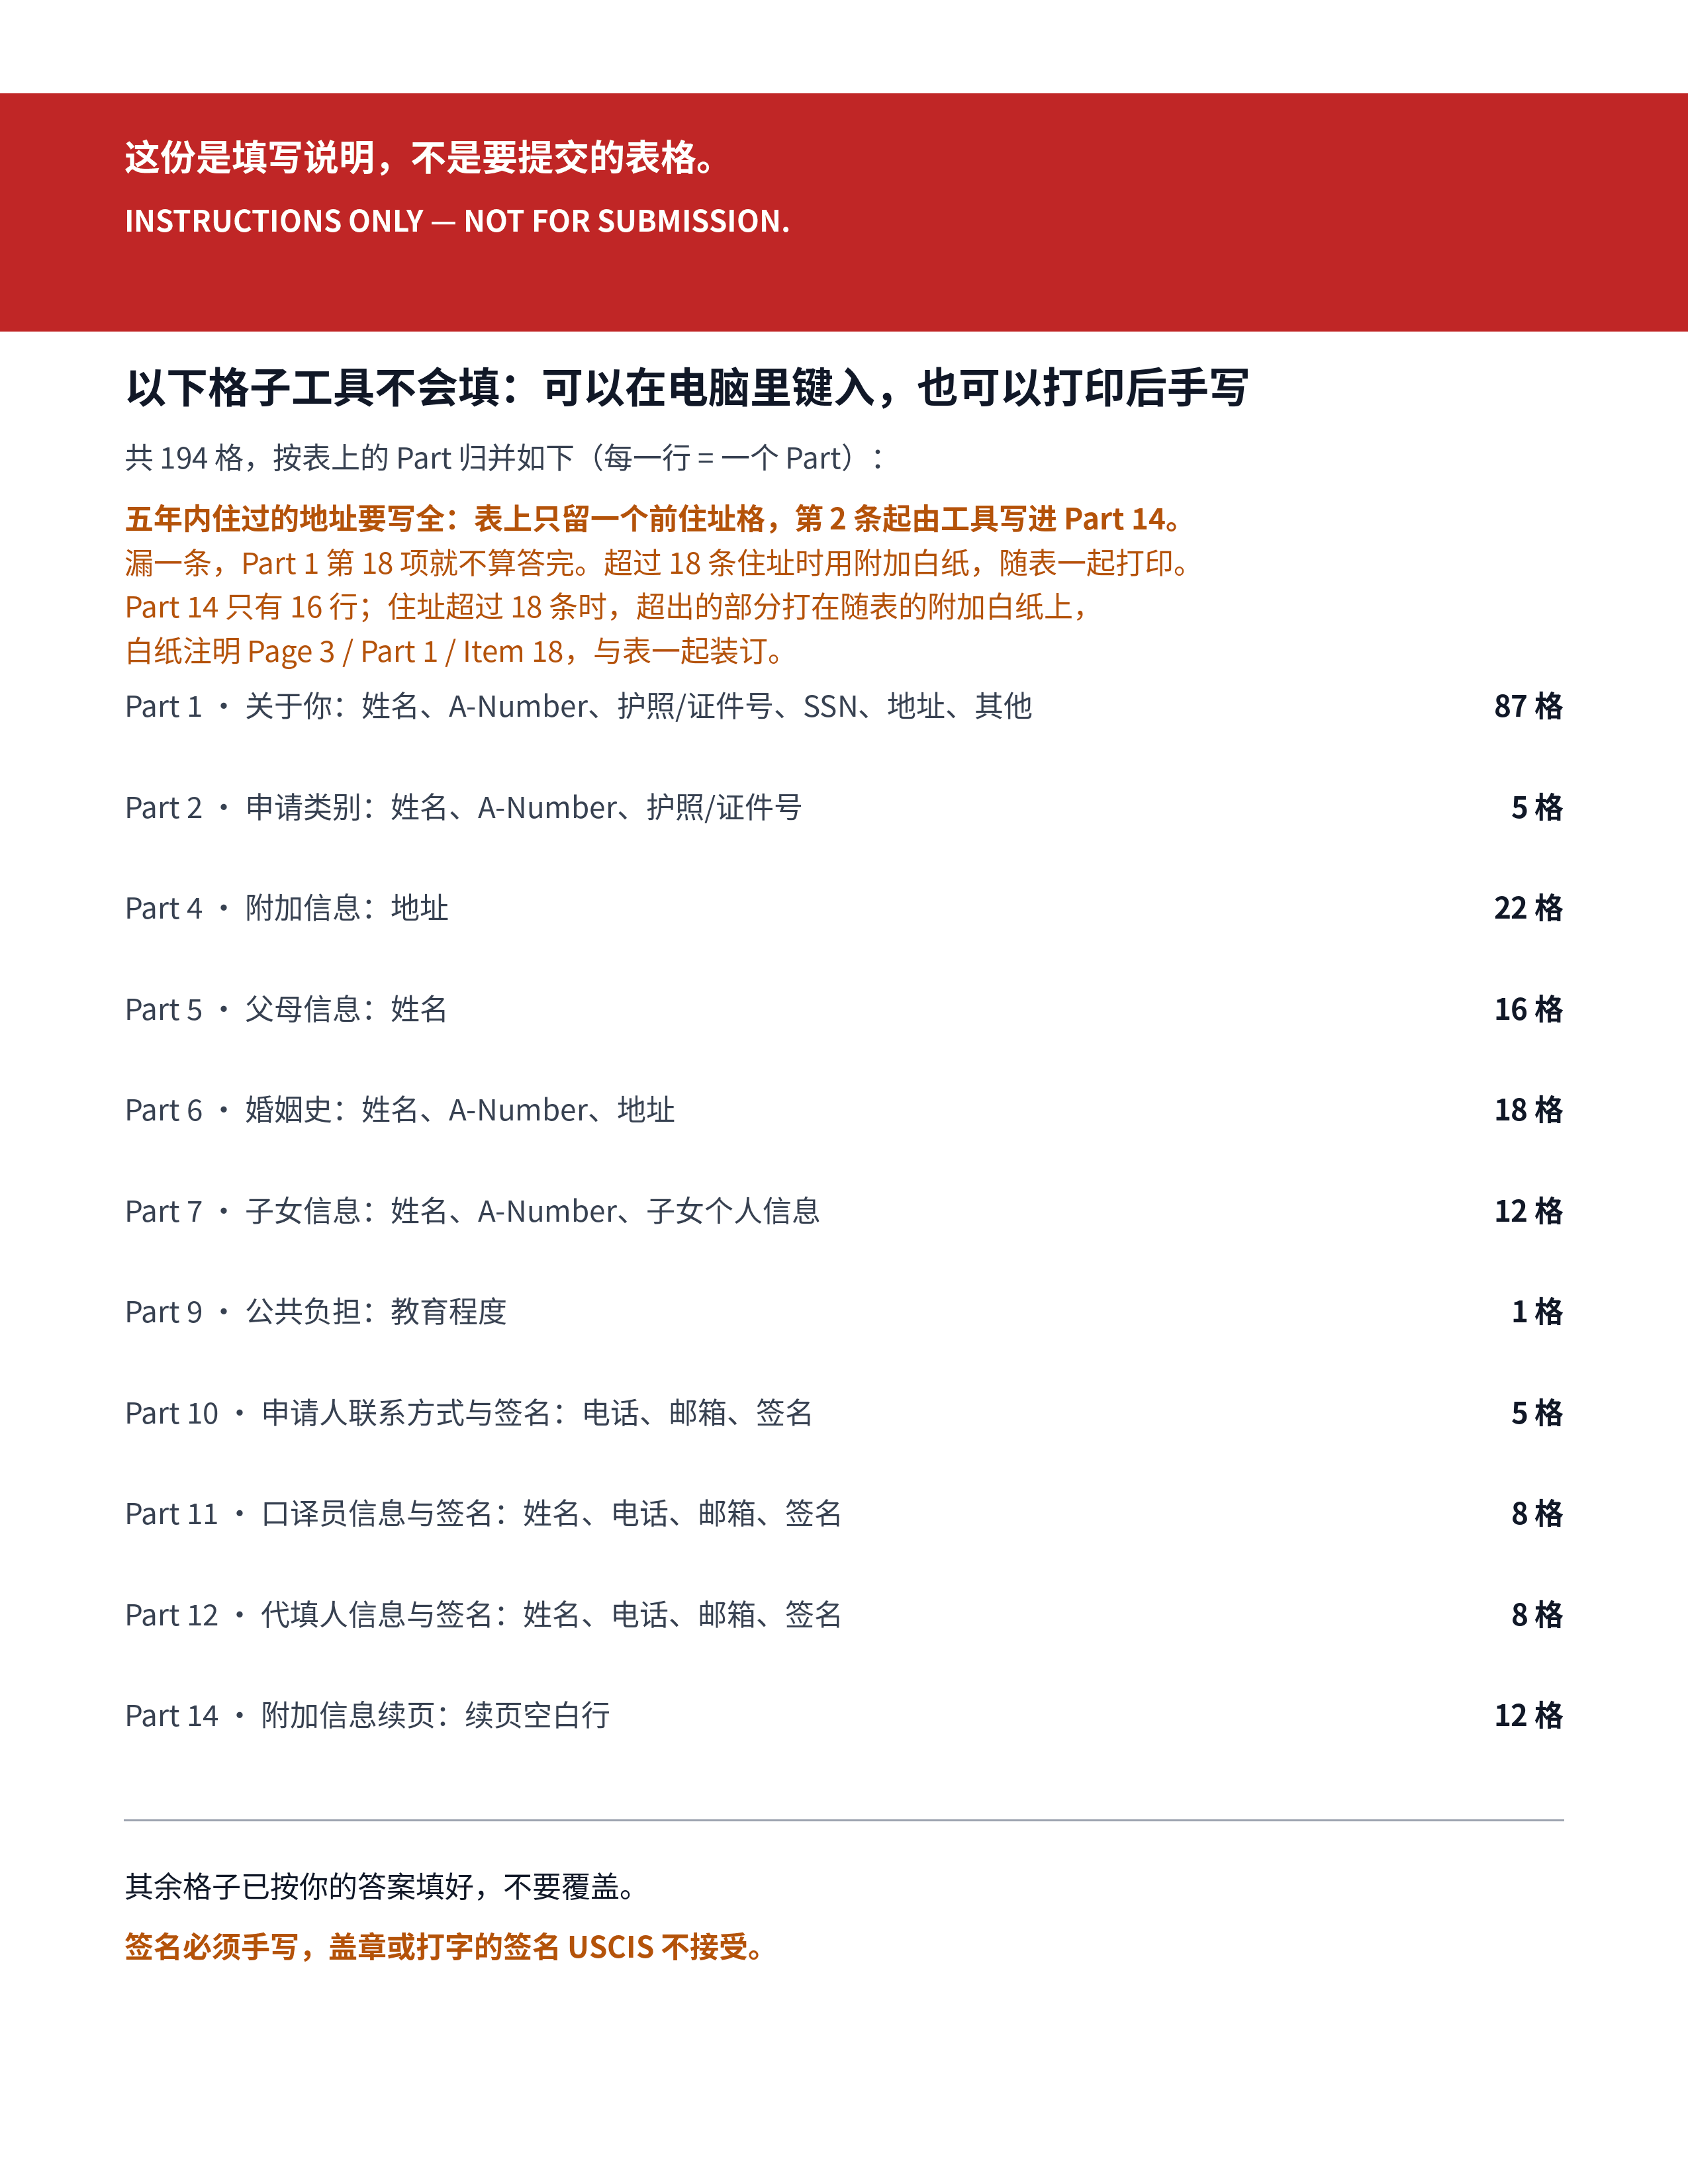 这份是填写说明，不是要提交的表格。
INSTRUCTIONS ONLY — NOT FOR SUBMISSION.
以下格子工具不会填：可以在电脑里键入，也可以打印后手写
共 194 格，按表上的 Part 归并如下（每一行 = 一个 Part）：
五年内住过的地址要写全：表上只留一个前住址格，第 2 条起由工具写进 Part 14。
漏一条，Part 1 第 18 项就不算答完。超过 18 条住址时用附加白纸，随表一起打印。
Part 14 只有 16 行；住址超过 18 条时，超出的部分打在随表的附加白纸上，
白纸注明 Page 3 / Part 1 / Item 18，与表一起装订。
Part 1 · 关于你：姓名、A-Number、护照/证件号、SSN、地址、其他 87 格
Part 2 · 申请类别：姓名、A-Number、护照/证件号 5 格
Part 4 · 附加信息：地址 22 格
Part 5 · 父母信息：姓名 16 格
Part 6 · 婚姻史：姓名、A-Number、地址 18 格
Part 7 · 子女信息：姓名、A-Number、子女个人信息 12 格
Part 9 · 公共负担：教育程度 1 格
Part 10 · 申请人联系方式与签名：电话、邮箱、签名 5 格
Part 11 · 口译员信息与签名：姓名、电话、邮箱、签名 8 格
Part 12 · 代填人信息与签名：姓名、电话、邮箱、签名 8 格
Part 14 · 附加信息续页：续页空白行 12 格
其余格子已按你的答案填好，不要覆盖。
签名必须手写，盖章或打字的签名 USCIS 不接受。